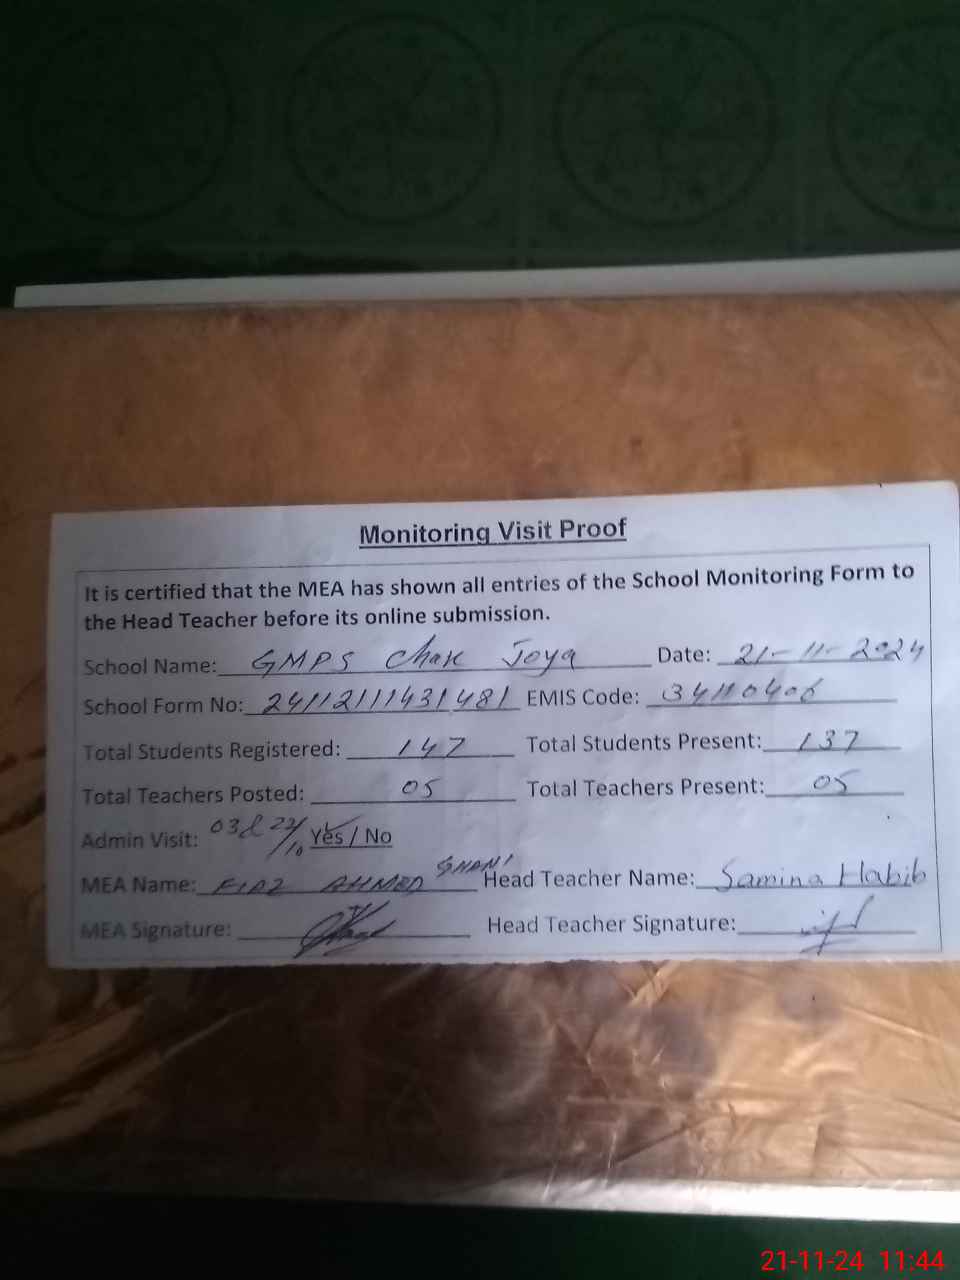 Monitoring Visit Proof
It is certified that the MEA has shown all entries of the School Monitoring Form to
the Head Teacher before its online submission.
School Name: GMPS Chak Joya Date: 21-11-2024
School Form No: 24112111431481 EMIS Code: 34110406
Total Students Registered: 147 Total Students Present: 137
Total Teachers Posted: 05 Total Teachers Present: 05
Admin Visit: 03& 22/10 Yes / No
MEA Name: FIAZ AHMED GHANI Head Teacher Name: Samina Habib
MEA Signature: Head Teacher Signature:
21-11-24 11:44